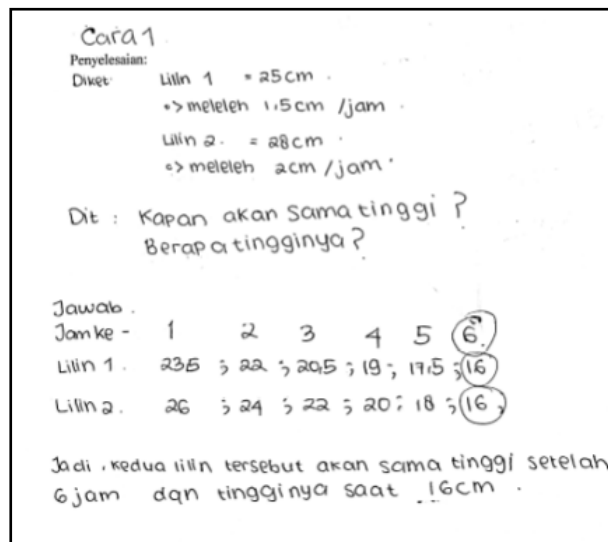 Cara 1
Penyelesaian:
Diket Lilin 1 = 25cm .
=> meleleh 1,5cm /jam .
Lilin 2. = 28cm .
=> meleleh 2cm /jam .
Dit : Kapan akan sama tinggi ?
Berapa tingginya ?
Jawab .
Jam ke - 1 2 3 4 5 6.
Lilin 1 . 235 ; 22 ; 20,5 ; 19 ; 17,5 ; 16
Lilin 2. 26 ; 24 ; 22 ; 20 ; 18 ; 16,
Jadi , kedua lilin tersebut akan sama tinggi setelah
6 jam dan tingginya saat 16cm .